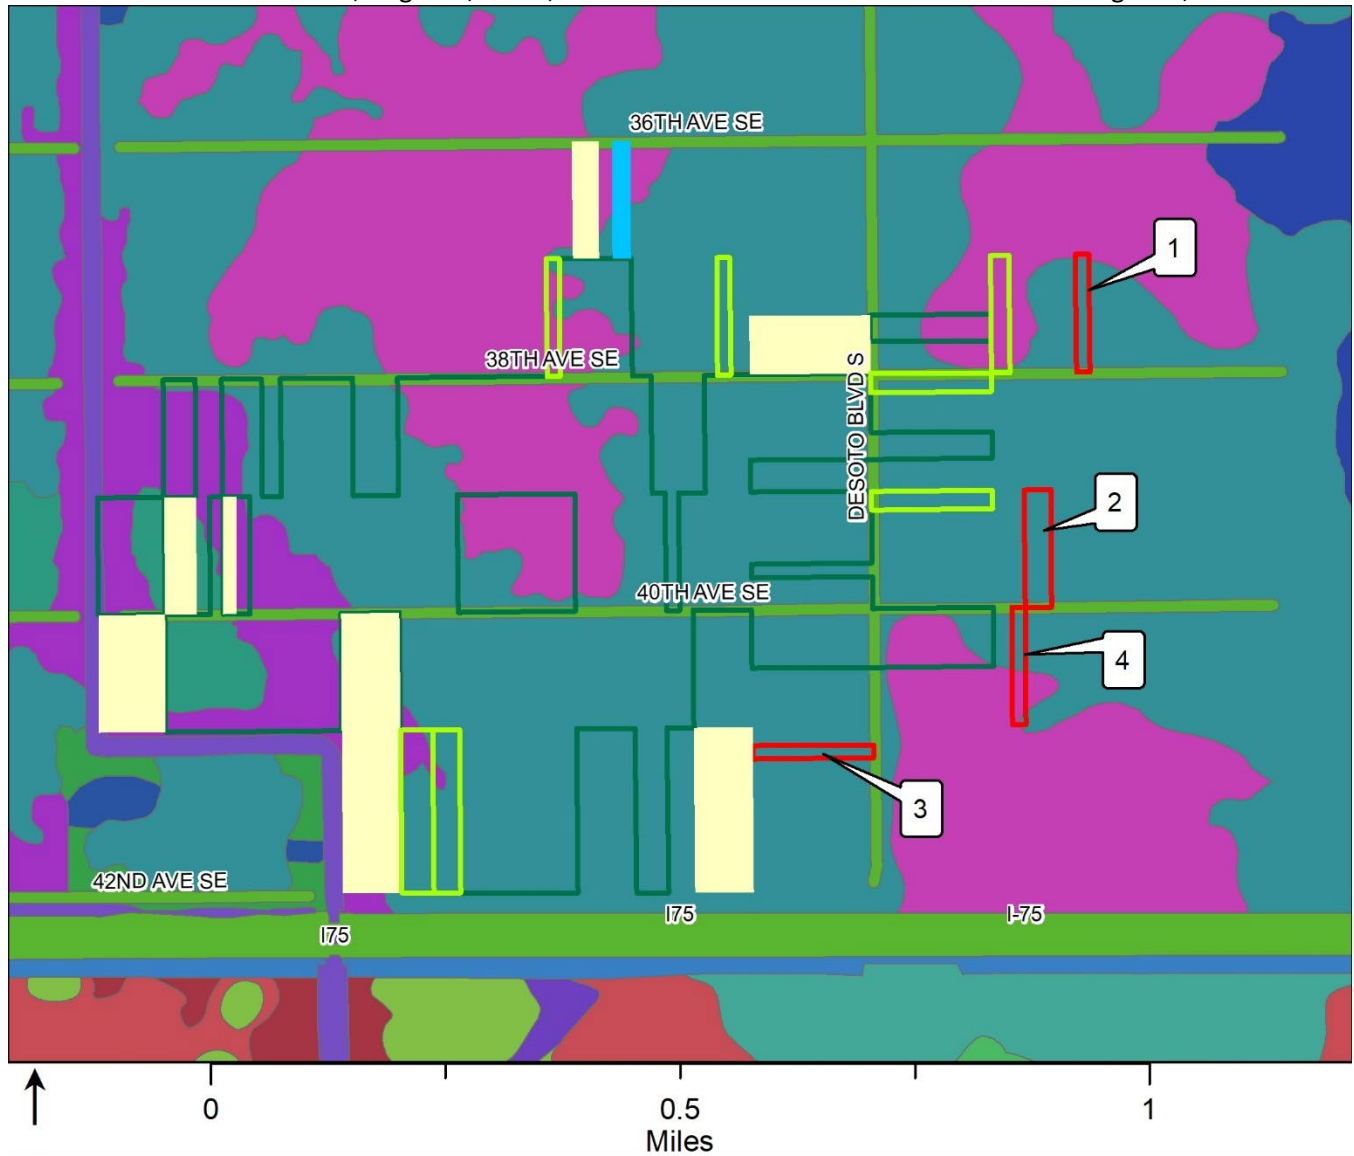 36TH AVE SE
1
38TH AVE SE
DESOTO BLVD S
2
40TH AVE SE
4
3
42ND AVE SE
I75
I75
I-75
0
0.5
1
Miles